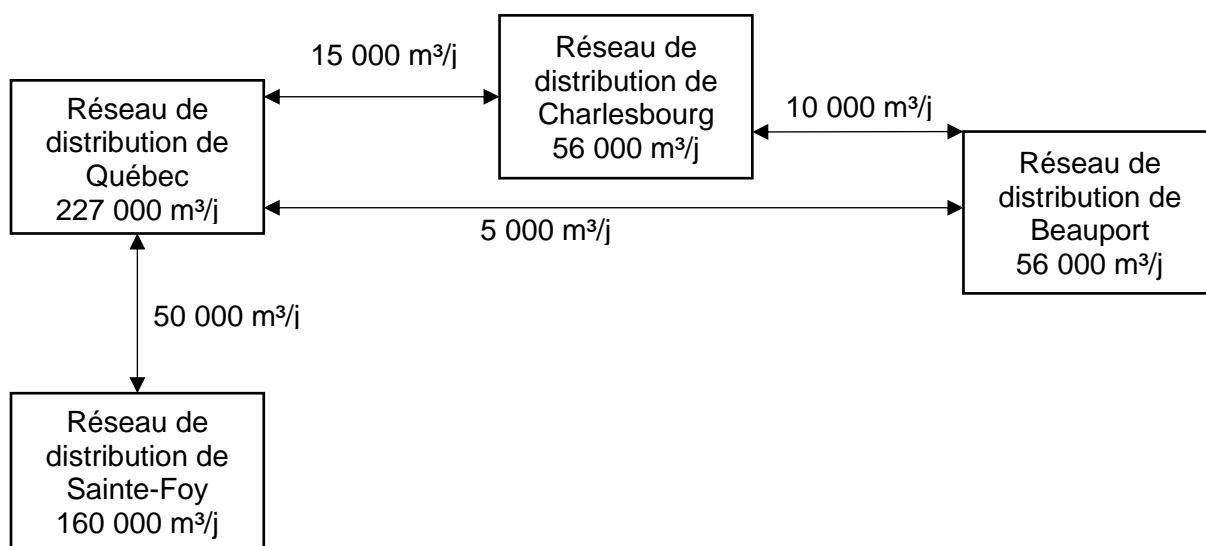 15 000 m³/j
Réseau de
distribution de
Charlesbourg
56 000 m³/j
10 000 m³/j
Réseau de
distribution de
Québec
227 000 m³/j
5 000 m³/j
Réseau de
distribution de
Beauport
56 000 m³/j
50 000 m³/j
Réseau de
distribution de
Sainte-Foy
160 000 m³/j